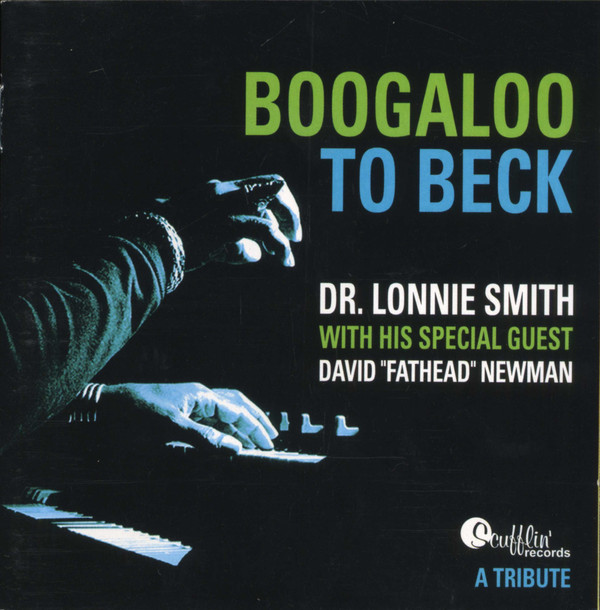 BOOGALOO
TO BECK
DR. LONNIE SMITH
WITH HIS SPECIAL GUEST
DAVID "FATHEAD" NEWMAN
Scufflin'
records
A TRIBUTE